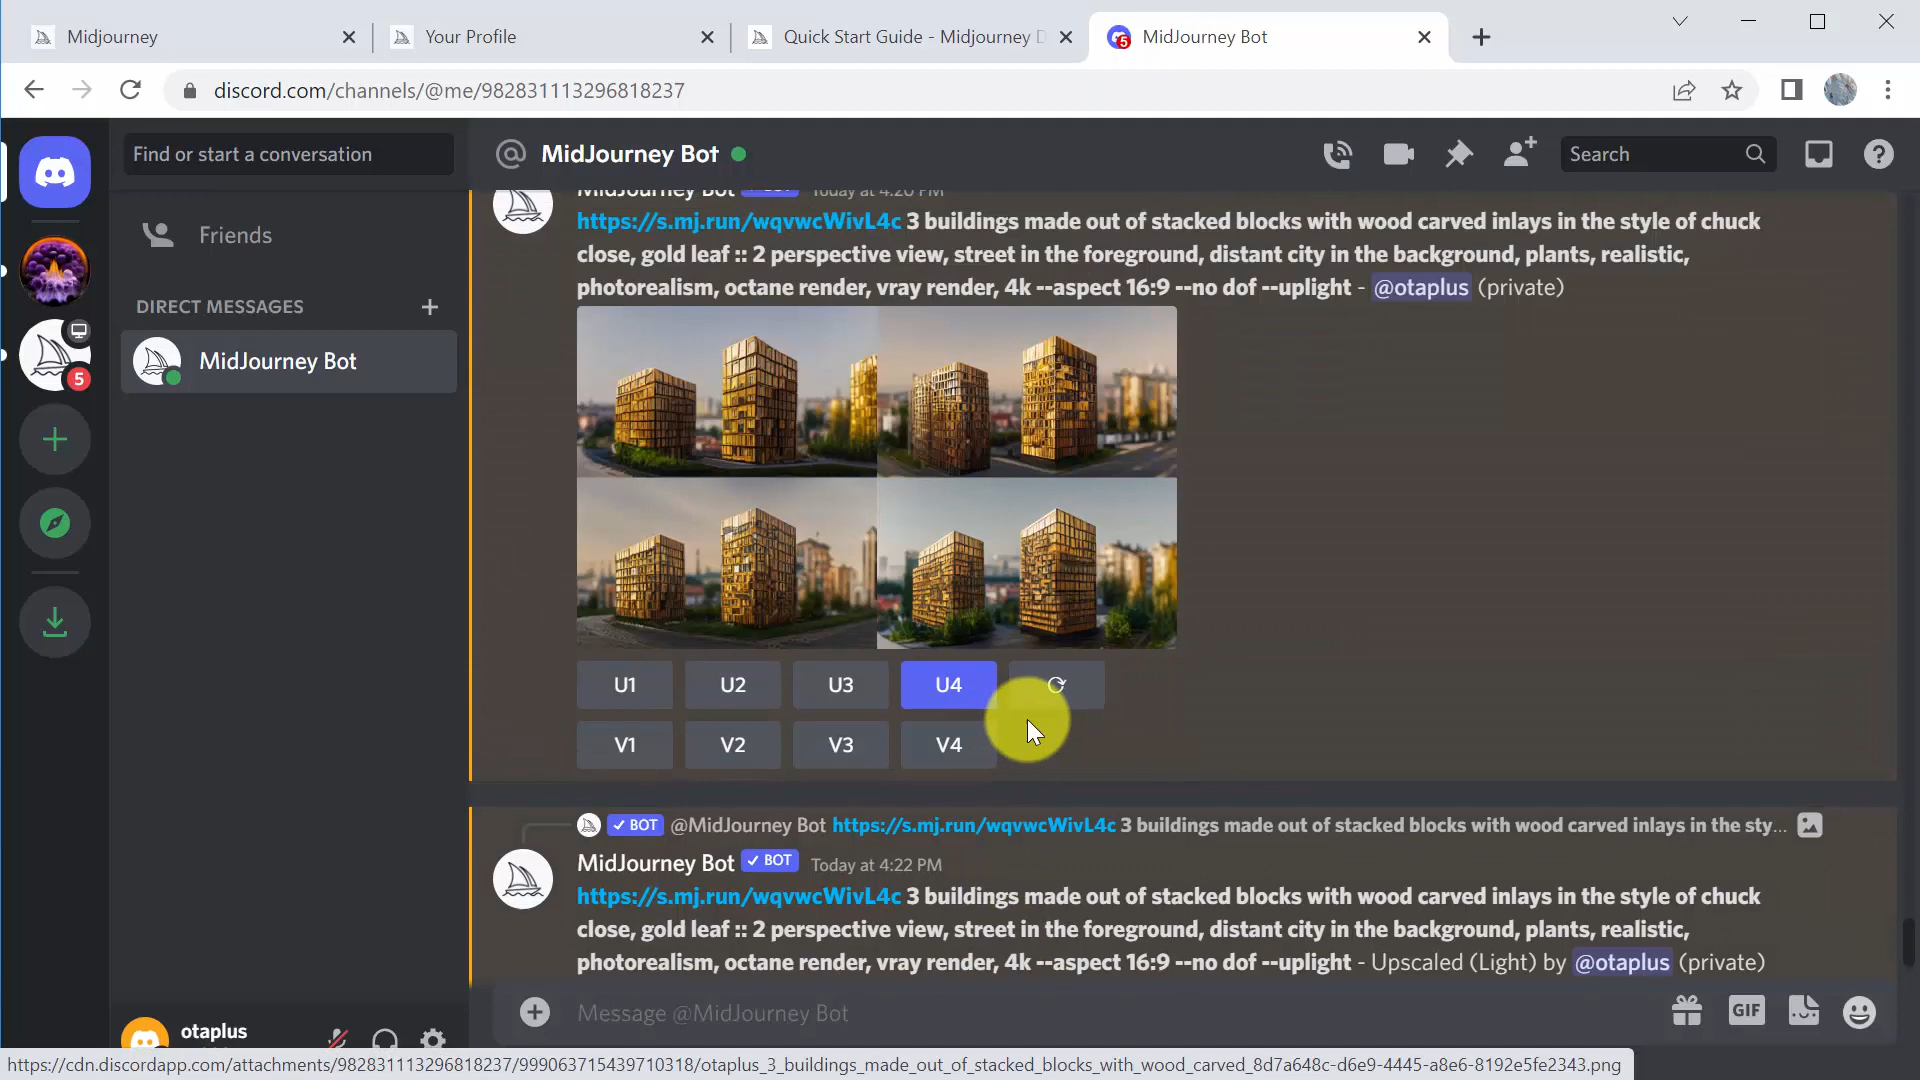 Midjourney
Your Profile
Quick Start Guide - Midjourney D
5
MidJourney Bot
discord.com/channels/@me/982831113296818237
Find or start a conversation
MidJourney Bot
Search
Friends
DIRECT MESSAGES
MidJourney Bot
5
MidJourney Bot BOT Today at 4:20 PM
https://s.mj.run/wqvwcWivL4c 3 buildings made out of stacked blocks with wood carved inlays in the style of chuck
close, gold leaf :: 2 perspective view, street in the foreground, distant city in the background, plants, realistic,
photorealism, octane render, vray render, 4k --aspect 16:9 --no dof --uplight - @otaplus (private)
U1 U2 U3 U4
V1 V2 V3 V4
BOT @MidJourney Bot https://s.mj.run/wqvwcWivL4c 3 buildings made out of stacked blocks with wood carved inlays in the sty...
MidJourney Bot BOT Today at 4:22 PM
https://s.mj.run/wqvwcWivL4c 3 buildings made out of stacked blocks with wood carved inlays in the style of chuck
close, gold leaf :: 2 perspective view, street in the foreground, distant city in the background, plants, realistic,
photorealism, octane render, vray render, 4k --aspect 16:9 --no dof --uplight - Upscaled (Light) by @otaplus (private)
Message @MidJourney Bot
GIF
otaplus
https://cdn.discordapp.com/attachments/982831113296818237/999063715439710318/otaplus_3_buildings_made_out_of_stacked_blocks_with_wood_carved_8d7a648c-d6e9-4445-a8e6-8192e5fe2343.png